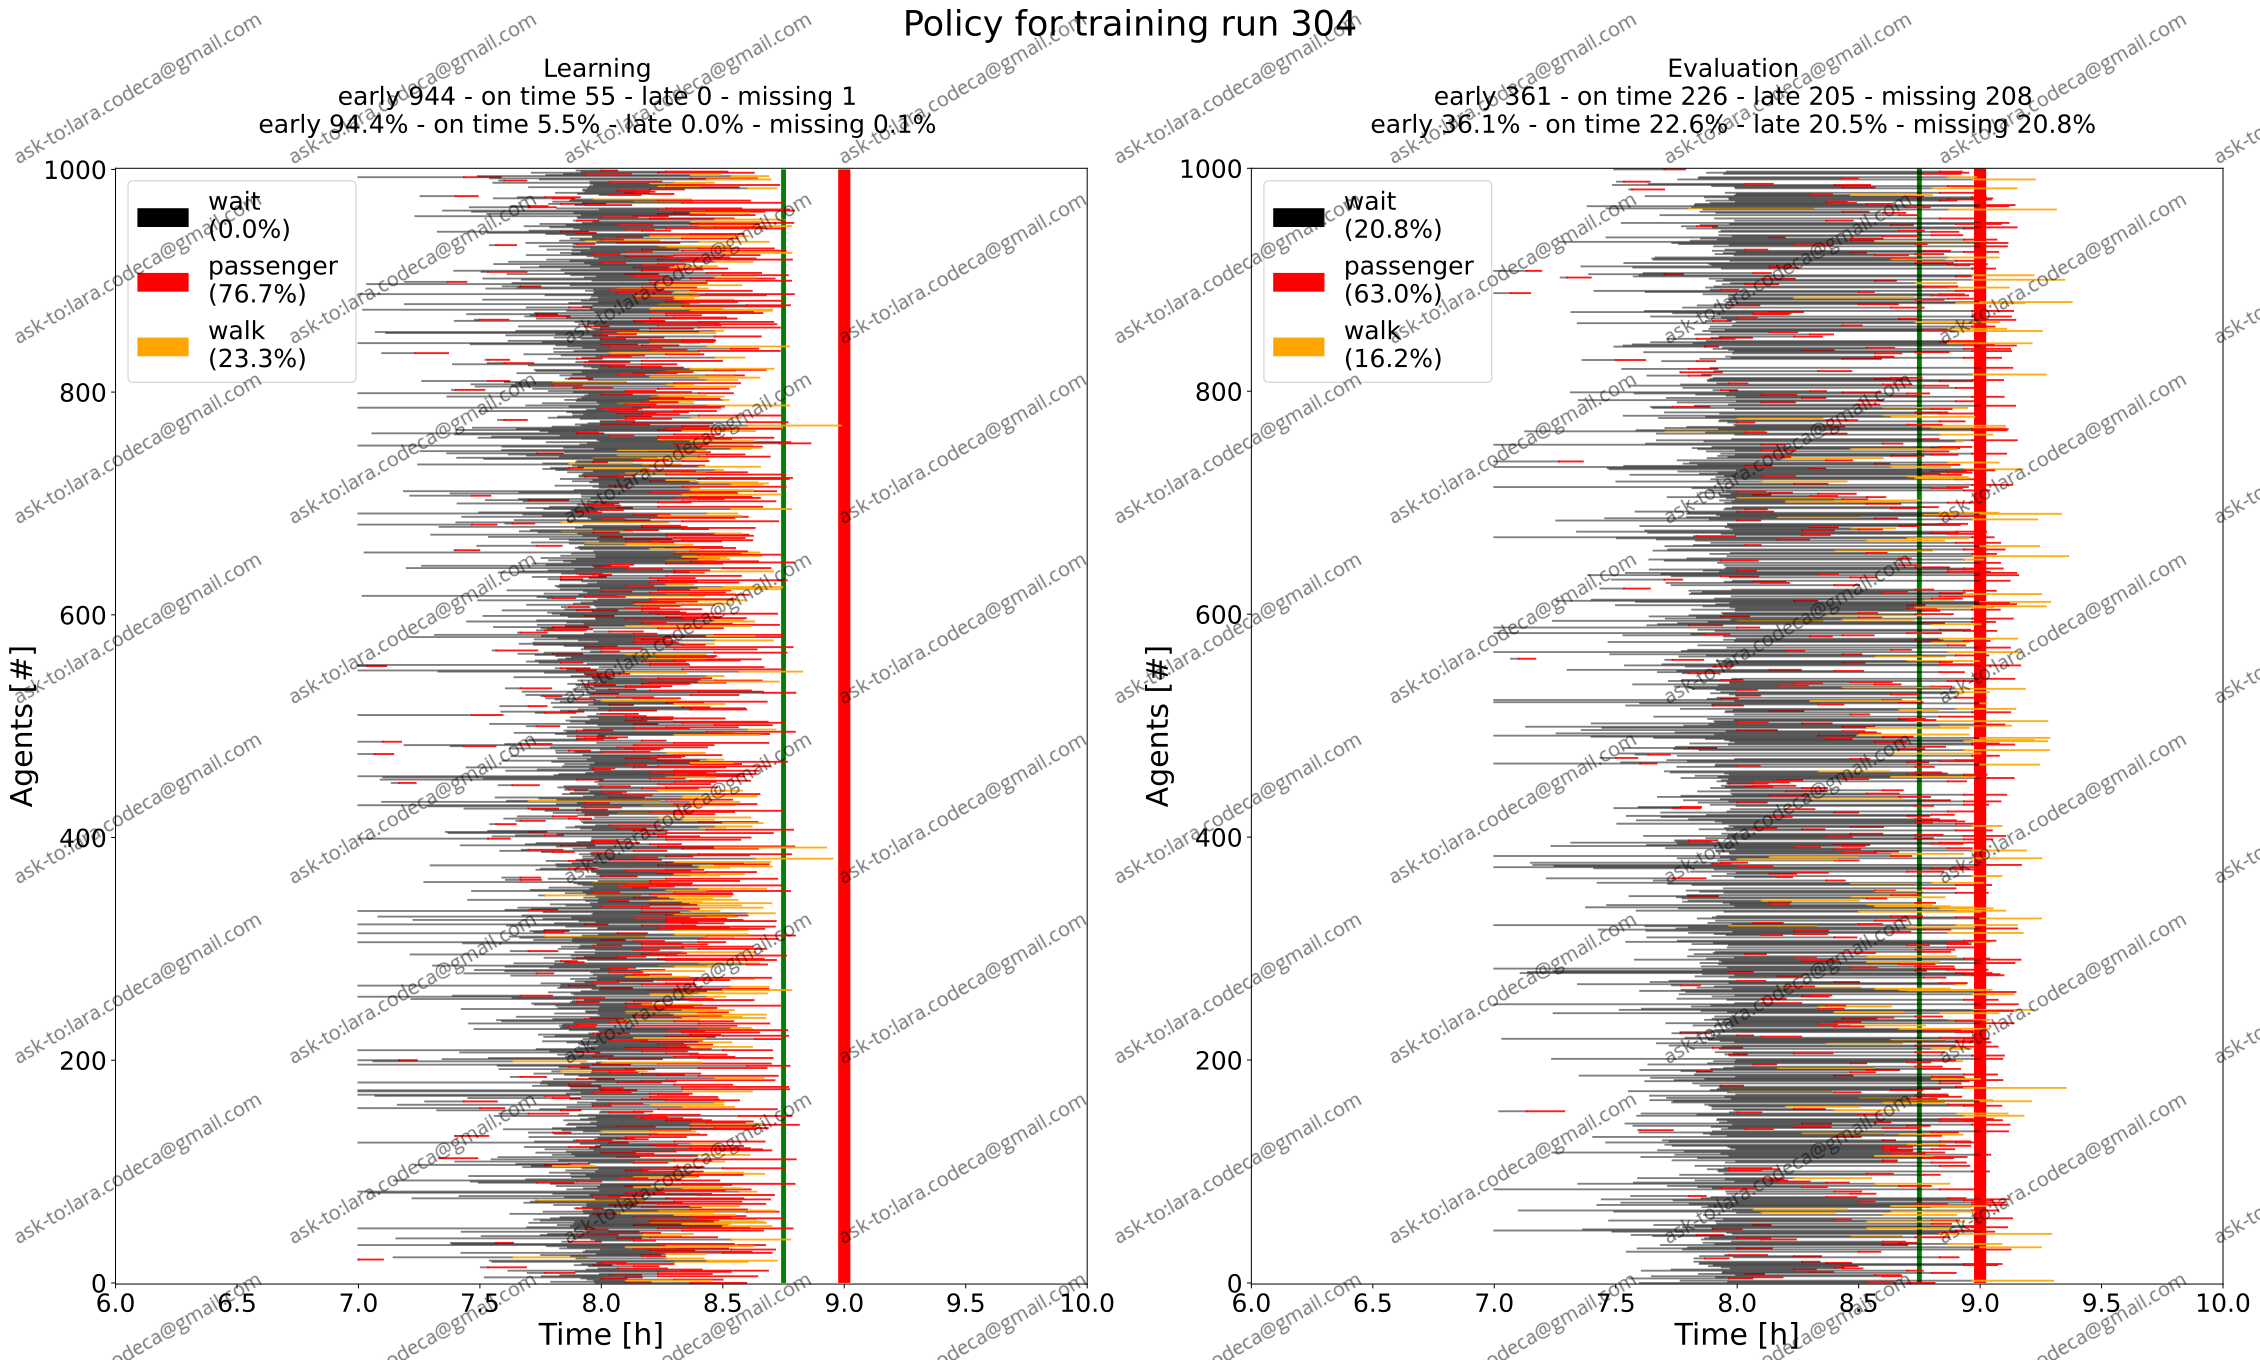 Policy for training run 304
Learning
early 944 - on time 55 - late 0 - missing 1
early 94.4% - on time 5.5% - late 0.0% - missing 0.1%
1000
800
600
400
200
0
Agents [#]
wait
(0.0%)
passenger
(76.7%)
walk
(23.3%)
6.0 6.5 7.0 7.5 8.0 8.5 9.0 9.5 10.0
Time [h]
Evaluation
early 361 - on time 226 - late 205 - missing 208
early 36.1% - on time 22.6% - late 20.5% - missing 20.8%
1000
800
600
400
200
0
Agents [#]
wait
(20.8%)
passenger
(63.0%)
walk
(16.2%)
6.0 6.5 7.0 7.5 8.0 8.5 9.0 9.5 10.0
Time [h]
ask-to:lara.codeca@gmail.com